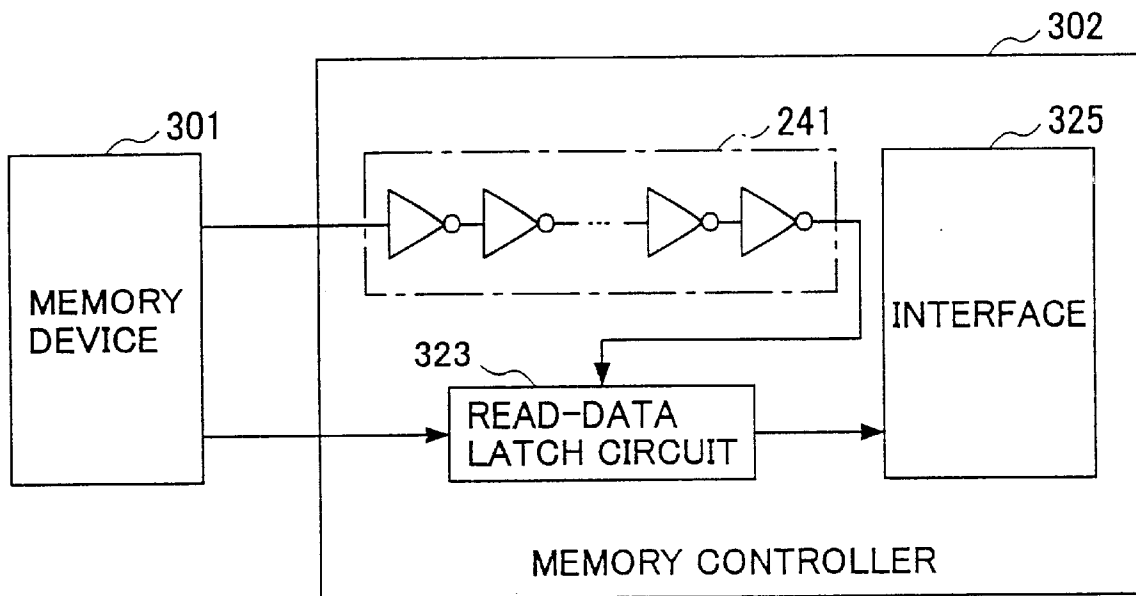 302
301
241
325
MEMORY
DEVICE
...
INTERFACE
323
READ-DATA
LATCH CIRCUIT
MEMORY CONTROLLER